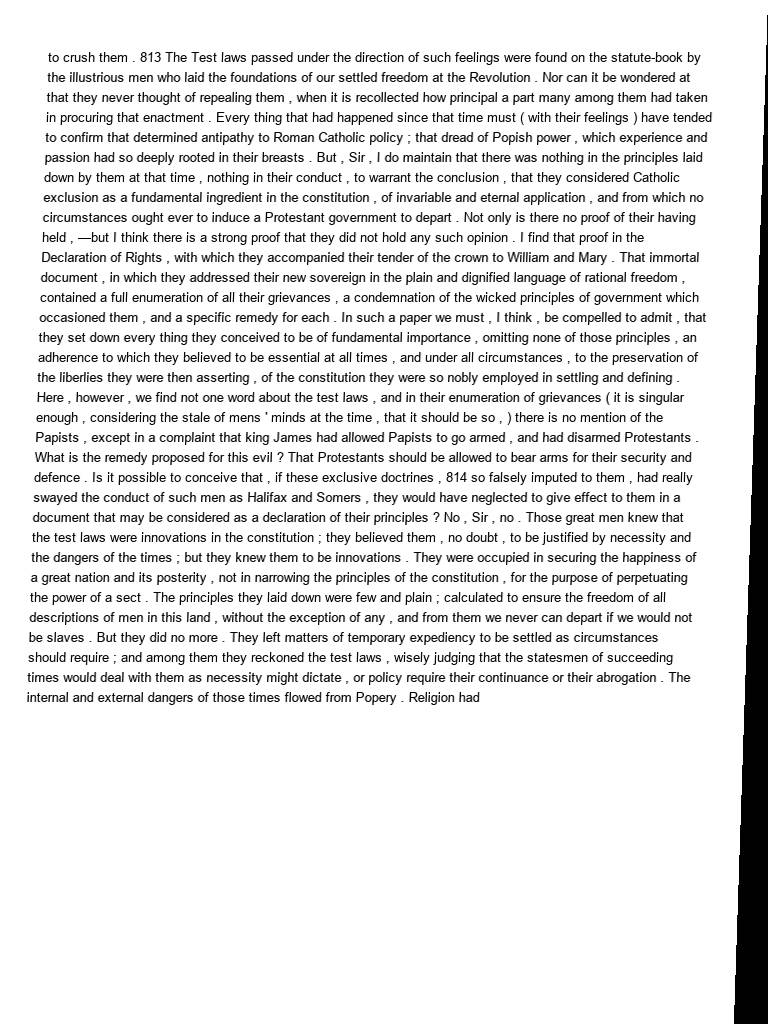 to crush them . 813 The Test laws passed under the direction of such feelings were found on the statute-book by
the illustrious men who laid the foundations of our settled freedom at the Revolution . Nor can it be wondered at
that they never thought of repealing them , when it is recollected how principal a part many among them had taken
in procuring that enactment . Every thing that had happened since that time must ( with their feelings ) have tended
to confirm that determined antipathy to Roman Catholic policy ; that dread of Popish power , which experience and
passion had so deeply rooted in their breasts . But , Sir , I do maintain that there was nothing in the principles laid
down by them at that time , nothing in their conduct , to warrant the conclusion , that they considered Catholic
exclusion as a fundamental ingredient in the constitution , of invariable and eternal application , and from which no
circumstances ought ever to induce a Protestant government to depart . Not only is there no proof of their having
held , —but I think there is a strong proof that they did not hold any such opinion . I find that proof in the
Declaration of Rights , with which they accompanied their tender of the crown to William and Mary . That immortal
document , in which they addressed their new sovereign in the plain and dignified language of rational freedom ,
contained a full enumeration of all their grievances , a condemnation of the wicked principles of government which
occasioned them , and a specific remedy for each . In such a paper we must , I think , be compelled to admit , that
they set down every thing they conceived to be of fundamental importance , omitting none of those principles , an
adherence to which they believed to be essential at all times , and under all circumstances , to the preservation of
the liberlies they were then asserting , of the constitution they were so nobly employed in settling and defining .
Here , however , we find not one word about the test laws , and in their enumeration of grievances ( it is singular
enough , considering the stale of mens ' minds at the time , that it should be so , ) there is no mention of the
Papists , except in a complaint that king James had allowed Papists to go armed , and had disarmed Protestants .
What is the remedy proposed for this evil ? That Protestants should be allowed to bear arms for their security and
defence . Is it possible to conceive that , if these exclusive doctrines , 814 so falsely imputed to them , had really
swayed the conduct of such men as Halifax and Somers , they would have neglected to give effect to them in a
document that may be considered as a declaration of their principles ? No , Sir , no . Those great men knew that
the test laws were innovations in the constitution ; they believed them , no doubt , to be justified by necessity and
the dangers of the times ; but they knew them to be innovations . They were occupied in securing the happiness of
a great nation and its posterity , not in narrowing the principles of the constitution , for the purpose of perpetuating
the power of a sect . The principles they laid down were few and plain ; calculated to ensure the freedom of all
descriptions of men in this land , without the exception of any , and from them we never can depart if we would not
be slaves . But they did no more . They left matters of temporary expediency to be settled as circumstances
should require ; and among them they reckoned the test laws , wisely judging that the statesmen of succeeding
times would deal with them as necessity might dictate , or policy require their continuance or their abrogation . The
internal and external dangers of those times flowed from Popery . Religion had